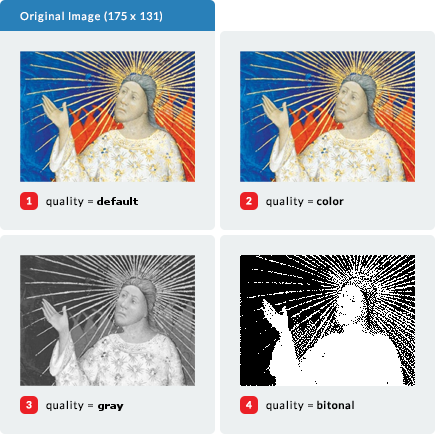 Original Image (175 x 131)
1 quality = default
2 quality = color
3 quality = gray
4 quality = bitonal